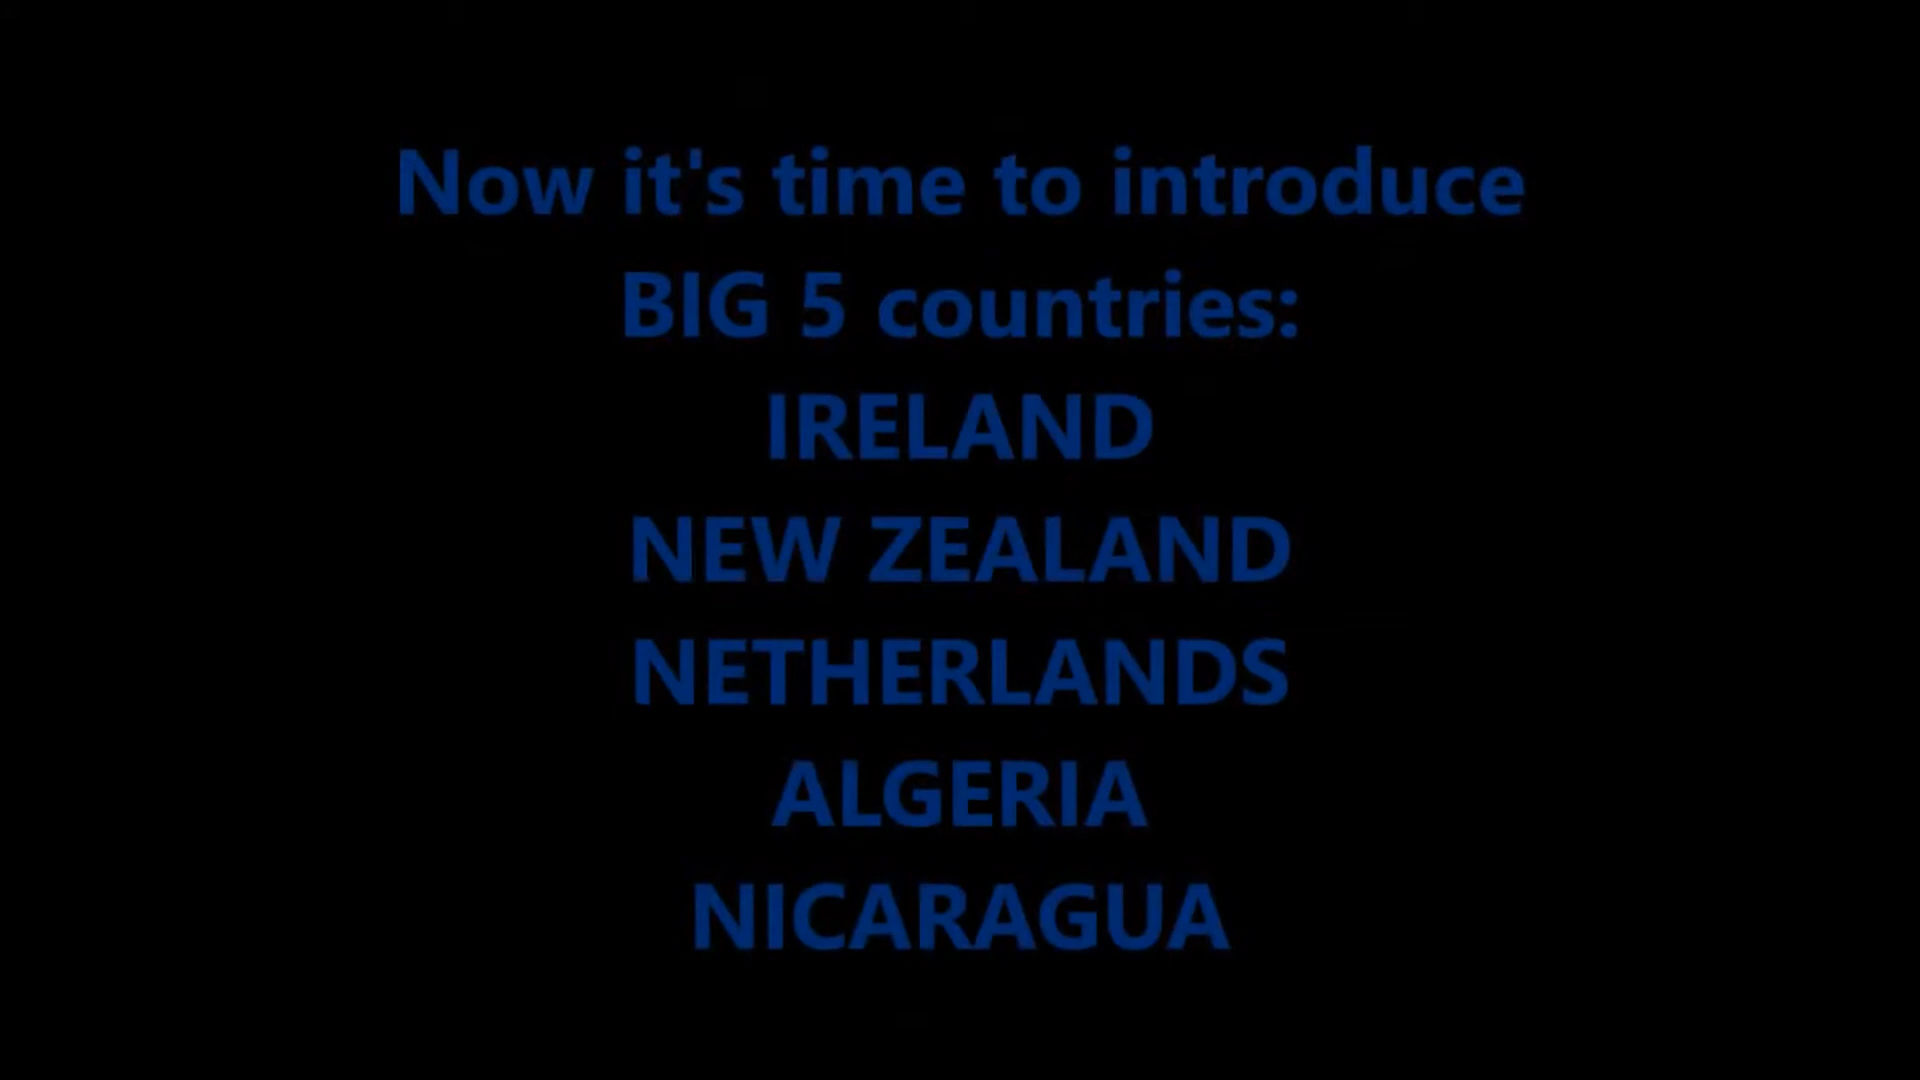 Now it's time to introduce
BIG 5 countries:
IRELAND
NEW ZEALAND
NETHERLANDS
ALGERIA
NICARAGUA